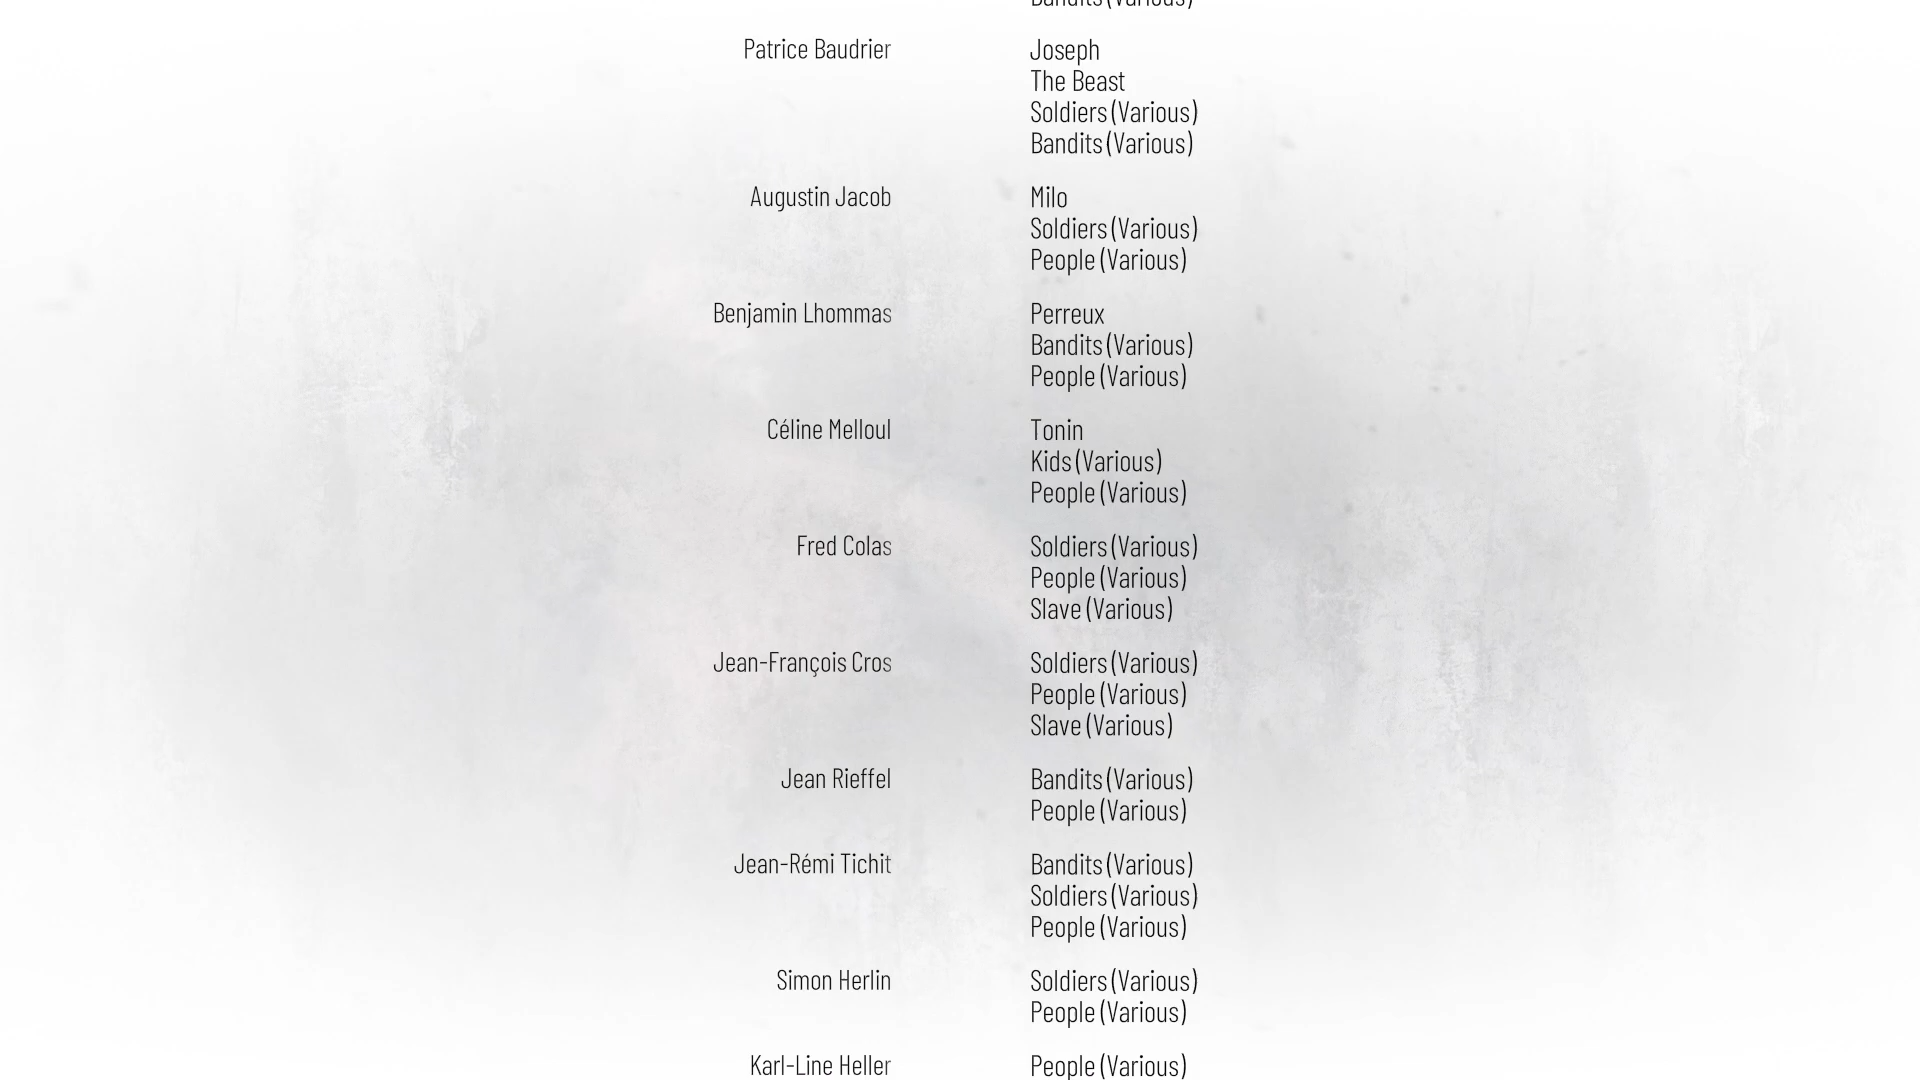 Bandits (Various)
Patrice Baudrier Joseph
The Beast
Soldiers (Various)
Bandits (Various)
Augustin Jacob Milo
Soldiers (Various)
People (Various)
Benjamin Lhommas Perreux
Bandits (Various)
People (Various)
Céline Melloul Tonin
Kids (Various)
People (Various)
Fred Colas Soldiers (Various)
People (Various)
Slave (Various)
Jean-François Cros Soldiers (Various)
People (Various)
Slave (Various)
Jean Rieffel Bandits (Various)
People (Various)
Jean-Rémi Tichit Bandits (Various)
Soldiers (Various)
People (Various)
Simon Herlin Soldiers (Various)
People (Various)
Karl-Line Heller People (Various)